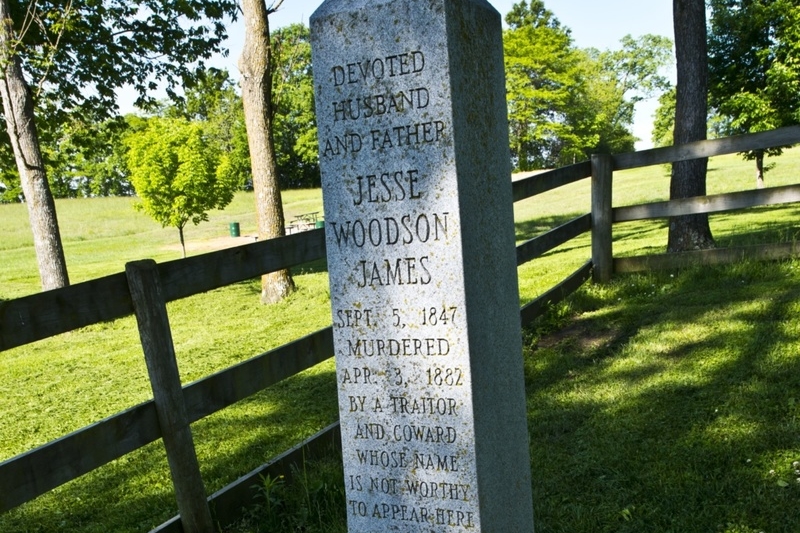 DEVOTED
HUSBAND
AND FATHER
JESSE
WOODSON
JAMES
SEPT. 5, 1847
MURDERED
APR. 3, 1882
BY A TRAITOR
AND COWARD
WHOSE NAME
IS NOT WORTHY
TO APPEAR HERE